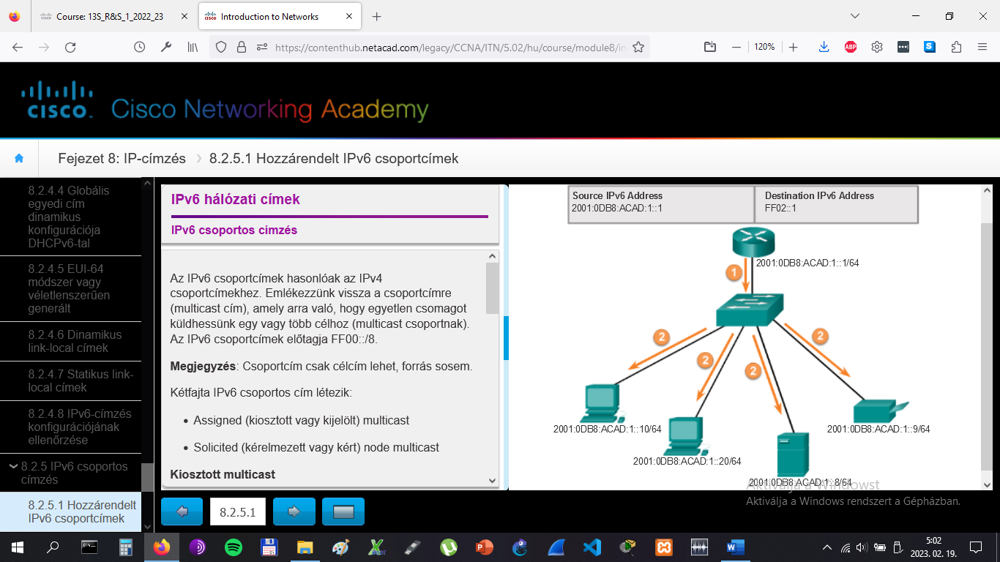 Course: 13S_R&S_1_2022_23
Introduction to Networks
https://contenthub.netacad.com/legacy/CCNA/ITN/5.02/hu/course/module8/in
120%
ABP
S
CISCO
Cisco Networking Academy
Fejezet 8: IP-címzés
8.2.5.1 Hozzárendelt IPv6 csoportcímek
8.2.4.4 Globális
egyedi cím
dinamikus
konfigurációja
DHCPv6-tal
8.2.4.5 EUI-64
módszer vagy
véletlenszerűen
generált
8.2.4.6 Dinamikus
link-local címek
8.2.4.7 Statikus link-
local címek
8.2.4.8 IPv6-címzés
konfigurációjának
ellenőrzése
8.2.5 IPv6 csoportos
címzés
8.2.5.1 Hozzárendelt
IPv6 csoportcímek
IPv6 hálózati címek
IPv6 csoportos címzés
Az IPv6 csoportcímek hasonlóak az IPv4
csoportcímekhez. Emlékezzünk vissza a csoportcímre
(multicast cím), amely arra való, hogy egyetlen csomagot
küldhessünk egy vagy több célhoz (multicast csoportnak).
Az IPv6 csoportcímek előtagja FF00::/8.
Megjegyzés: Csoportcím csak célcím lehet, forrás sosem.
Kétfajta IPv6 csoportos cím létezik:
Assigned (kiosztott vagy kijelölt) multicast
Solicited (kérelmezett vagy kért) node multicast
Kiosztott multicast
8.2.5.1
Source IPv6 Address
2001:0DB8:ACAD:1::1
Destination IPv6 Address
FF02::1
2001:0DB8:ACAD:1::1/64
1
2
2
2
2
2001:0DB8:ACAD:1::10/64
2001:0DB8:ACAD:1::20/64
2001:0DB8:ACAD:1::8/64
2001:0DB8:ACAD:1::9/64
Aktiválja a Windowst
Aktiválja a Windows rendszert a Gépházban.
5:02
2023. 02. 19.